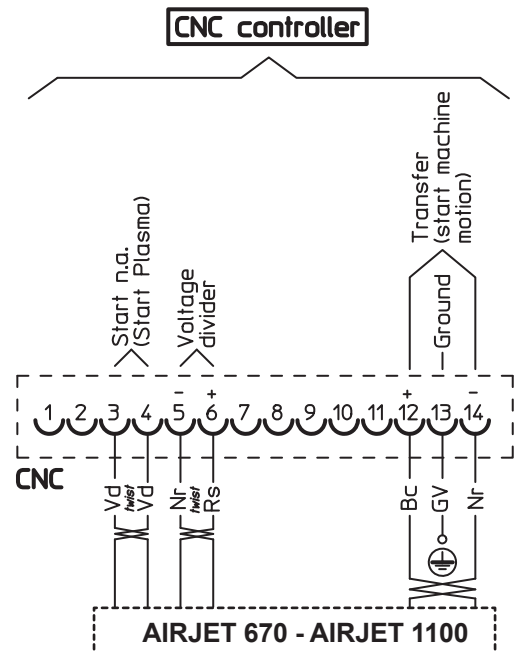 CNC controller
Start n.a.
(Start Plasma)
Voltage
divider
Transfer
(start machine
motion)
Ground
- + + -
1 2 3 4 5 6 7 8 9 10 11 12 13 14
CNC
Vd twist Vd Nr twist Rs Bc GV Nr
AIRJET 670 - AIRJET 1100